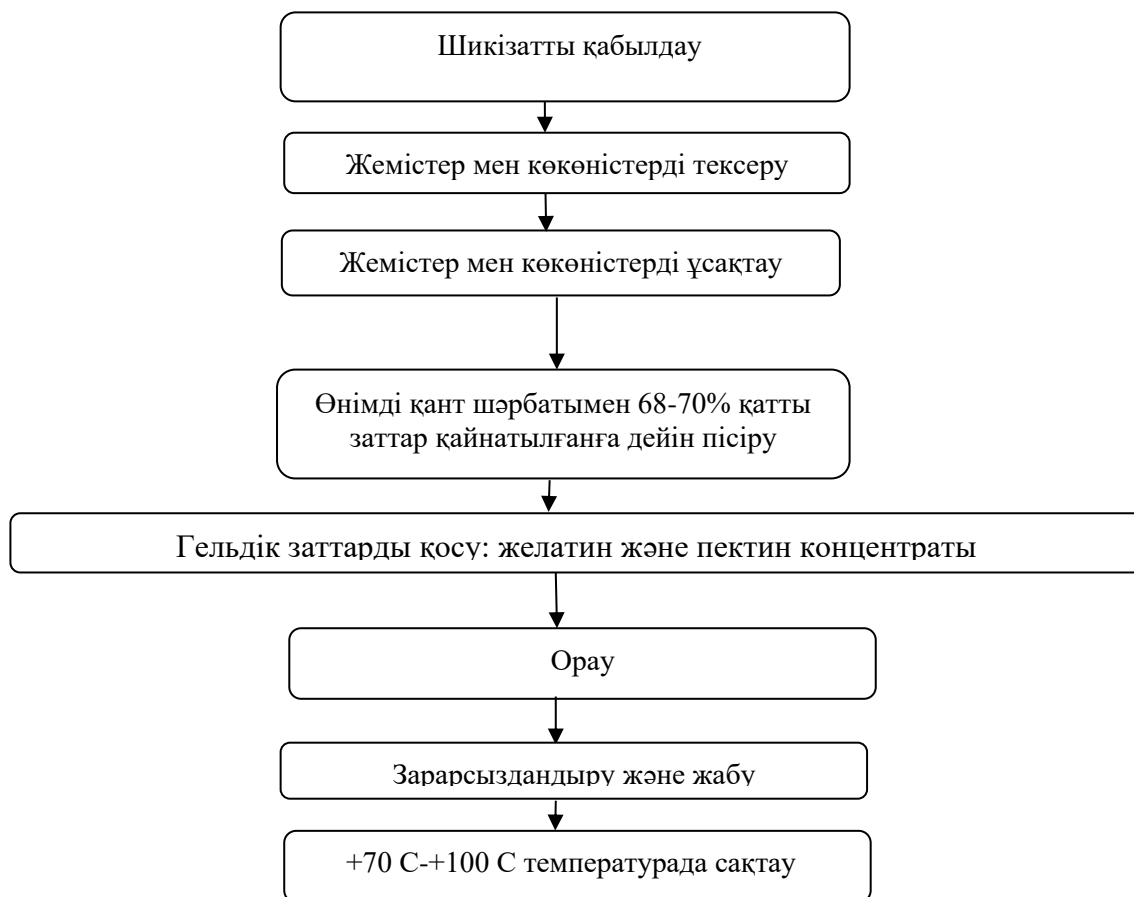 Шикізатты қабылдау
Жемістер мен көкөністерді тексеру
Жемістер мен көкөністерді ұсақтау
Өнімді қант шәрбатымен 68-70% қатты
заттар қайнатылғанға дейін пісіру
Гельдік заттарды қосу: желатин және пектин концентраты
Орау
Зарарсыздандыру және жабу
+70 С-+100 С температурада сақтау